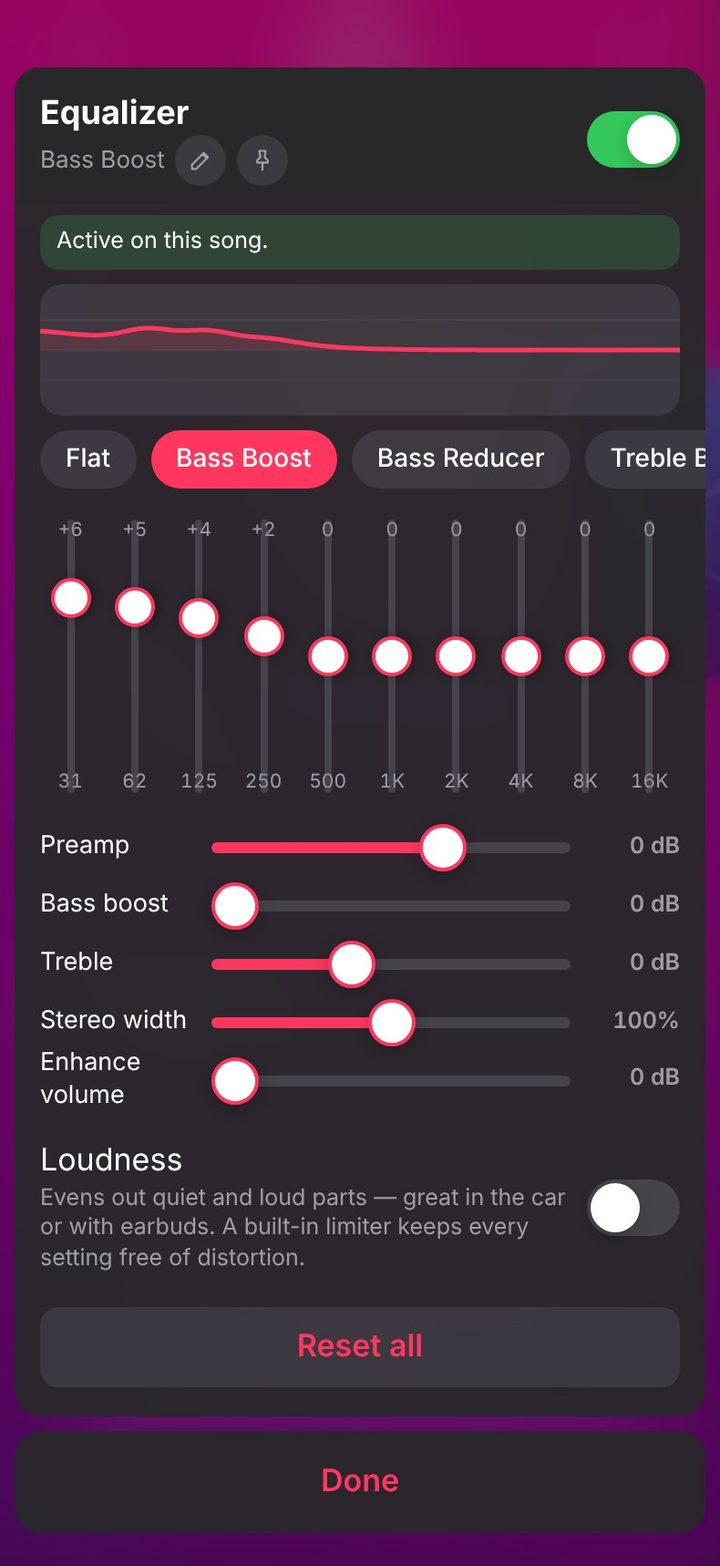 Equalizer
Bass Boost
Active on this song.
Flat Bass Boost Bass Reducer Treble B
+6 +5 +4 +2 0 0 0 0 0 0
31 62 125 250 500 1K 2K 4K 8K 16K
Preamp 0 dB
Bass boost 0 dB
Treble 0 dB
Stereo width 100%
Enhance
volume 0 dB
Loudness
Evens out quiet and loud parts — great in the car
or with earbuds. A built-in limiter keeps every
setting free of distortion.
Reset all
Done